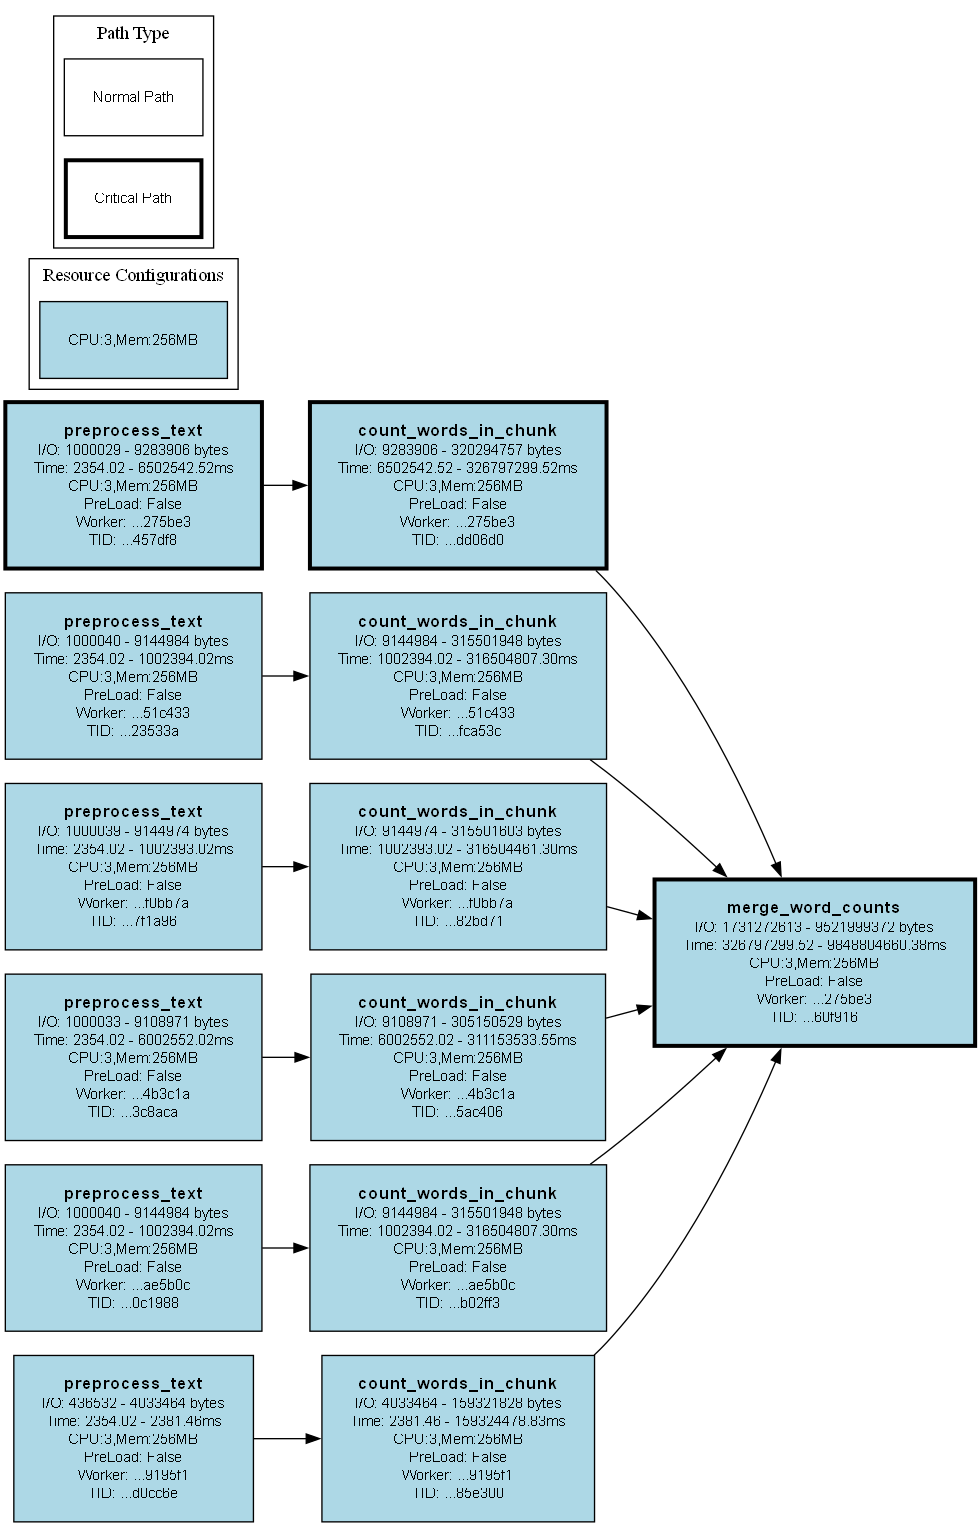 Path Type
Normal Path
Critical Path
Resource Configurations
CPU:3,Mem:256MB
preprocess_text
I/O: 1000029 - 9283906 bytes
Time: 2354.02 - 6502542.52ms
CPU:3,Mem:256MB
PreLoad: False
Worker: ...275be3
TID: ...457df8
count_words_in_chunk
I/O: 9283906 - 320294757 bytes
Time: 6502542.52 - 326797299.52ms
CPU:3,Mem:256MB
PreLoad: False
Worker: ...275be3
TID: ...dd06d0
preprocess_text
I/O: 1000040 - 9144984 bytes
Time: 2354.02 - 1002394.02ms
CPU:3,Mem:256MB
PreLoad: False
Worker: ...51c433
TID: ...23533a
count_words_in_chunk
I/O: 9144984 - 315501948 bytes
Time: 1002394.02 - 316504807.30ms
CPU:3,Mem:256MB
PreLoad: False
Worker: ...51c433
TID: ...fca53c
preprocess_text
I/O: 1000039 - 9144974 bytes
Time: 2354.02 - 1002393.02ms
CPU:3,Mem:256MB
PreLoad: False
Worker: ...f0bb7a
TID: ...7f1a96
count_words_in_chunk
I/O: 9144974 - 315501603 bytes
Time: 1002393.02 - 316504461.30ms
CPU:3,Mem:256MB
PreLoad: False
Worker: ...f0bb7a
TID: ...82bd71
merge_word_counts
I/O: 1731272613 - 9521999372 bytes
Time: 326797299.52 - 9848804660.38ms
CPU:3,Mem:256MB
PreLoad: False
Worker: ...275be3
TID: ...60f916
preprocess_text
I/O: 1000033 - 9108971 bytes
Time: 2354.02 - 6002552.02ms
CPU:3,Mem:256MB
PreLoad: False
Worker: ...4b3c1a
TID: ...3c8aca
count_words_in_chunk
I/O: 9108971 - 305150529 bytes
Time: 6002552.02 - 311153533.55ms
CPU:3,Mem:256MB
PreLoad: False
Worker: ...4b3c1a
TID: ...5ac406
preprocess_text
I/O: 1000040 - 9144984 bytes
Time: 2354.02 - 1002394.02ms
CPU:3,Mem:256MB
PreLoad: False
Worker: ...ae5b0c
TID: ...0c1988
count_words_in_chunk
I/O: 9144984 - 315501948 bytes
Time: 1002394.02 - 316504807.30ms
CPU:3,Mem:256MB
PreLoad: False
Worker: ...ae5b0c
TID: ...b02ff3
preprocess_text
I/O: 436532 - 4033464 bytes
Time: 2354.02 - 2381.46ms
CPU:3,Mem:256MB
PreLoad: False
Worker: ...9195f1
TID: ...d0cc6e
count_words_in_chunk
I/O: 4033464 - 159321828 bytes
Time: 2381.46 - 159324478.83ms
CPU:3,Mem:256MB
PreLoad: False
Worker: ...9195f1
TID: ...85e300